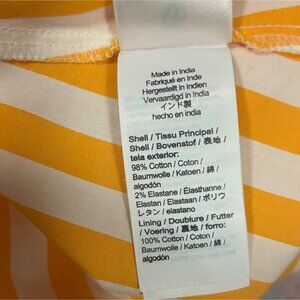 Made in India
Fabriqué en Inde
Hergestellt in Indien
Vervaardigd in India
インド製
hecho en India
Shell / Tissu Principal /
Shell / Bovenstof / 表地 /
tela exterior:
98% Cotton / Coton /
Baumwolle / Katoen / 綿 /
algodón
2% Elastane / Élasthanne /
Elastan / Elastaan / ポリウ
レタン / elastano
Lining / Doublure / Futter
/ Voering / 裏地 / forro:
100% Cotton / Coton /
Baumwolle / Katoen / 綿 /
algodón